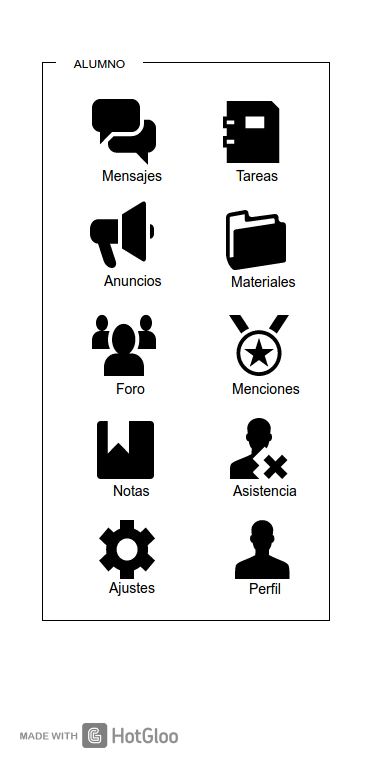 ALUMNO
Mensajes
Tareas
Anuncios
Materiales
Foro
Menciones
Notas
Asistencia
Ajustes
Perfil
MADE WITH HotGloo